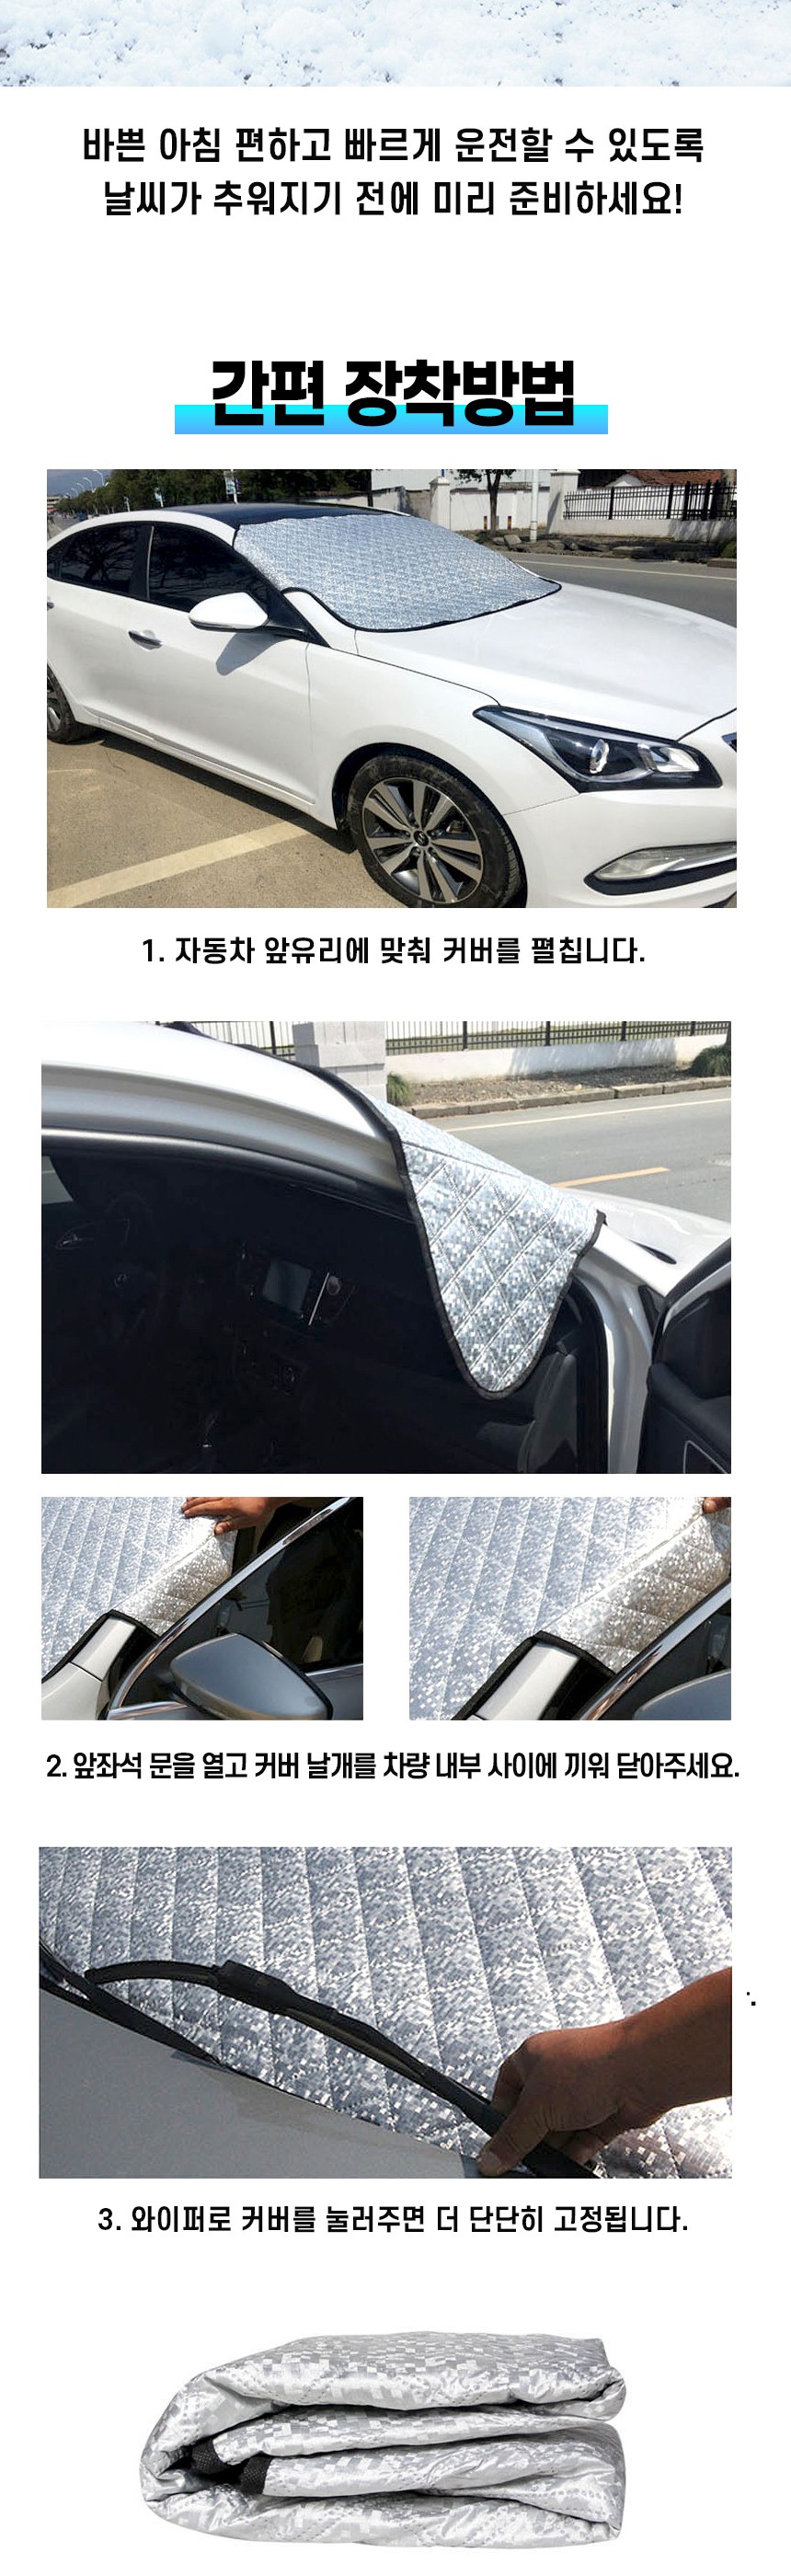 바쁜 아침 편하고 빠르게 운전할 수 있도록
날씨가 추워지기 전에 미리 준비하세요!
간편 장착방법
1. 자동차 앞유리에 맞춰 커버를 펼칩니다.
2. 앞좌석 문을 열고 커버 날개를 차량 내부 사이에 끼워 닫아주세요.
3. 와이퍼로 커버를 눌러주면 더 단단히 고정됩니다.